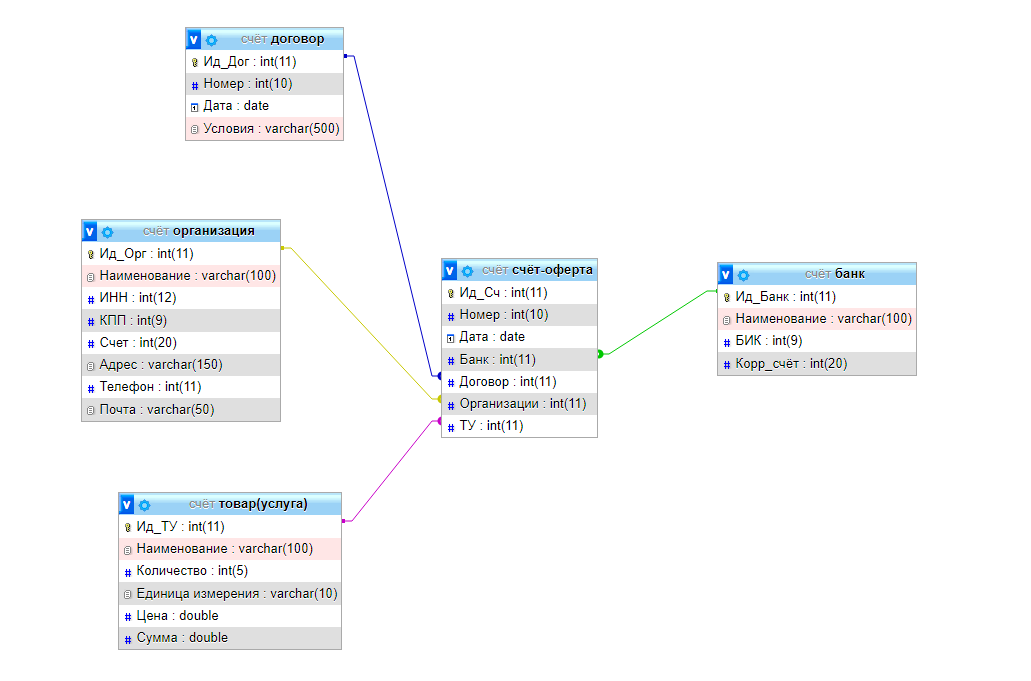 счёт договор
Ид_Дог : int(11)
Номер : int(10)
Дата : date
Условия : varchar(500)
счёт организация
Ид_Орг : int(11)
Наименование : varchar(100)
ИНН : int(12)
КПП : int(9)
Счет : int(20)
Адрес : varchar(150)
Телефон : int(11)
Почта : varchar(50)
счёт счёт-оферта
Ид_Сч : int(11)
Номер : int(10)
Дата : date
Банк : int(11)
Договор : int(11)
Организации : int(11)
ТУ : int(11)
счёт банк
Ид_Банк : int(11)
Наименование : varchar(100)
БИК : int(9)
Корр_счёт : int(20)
счёт товар(услуга)
Ид_ТУ : int(11)
Наименование : varchar(100)
Количество : int(5)
Единица измерения : varchar(10)
Цена : double
Сумма : double